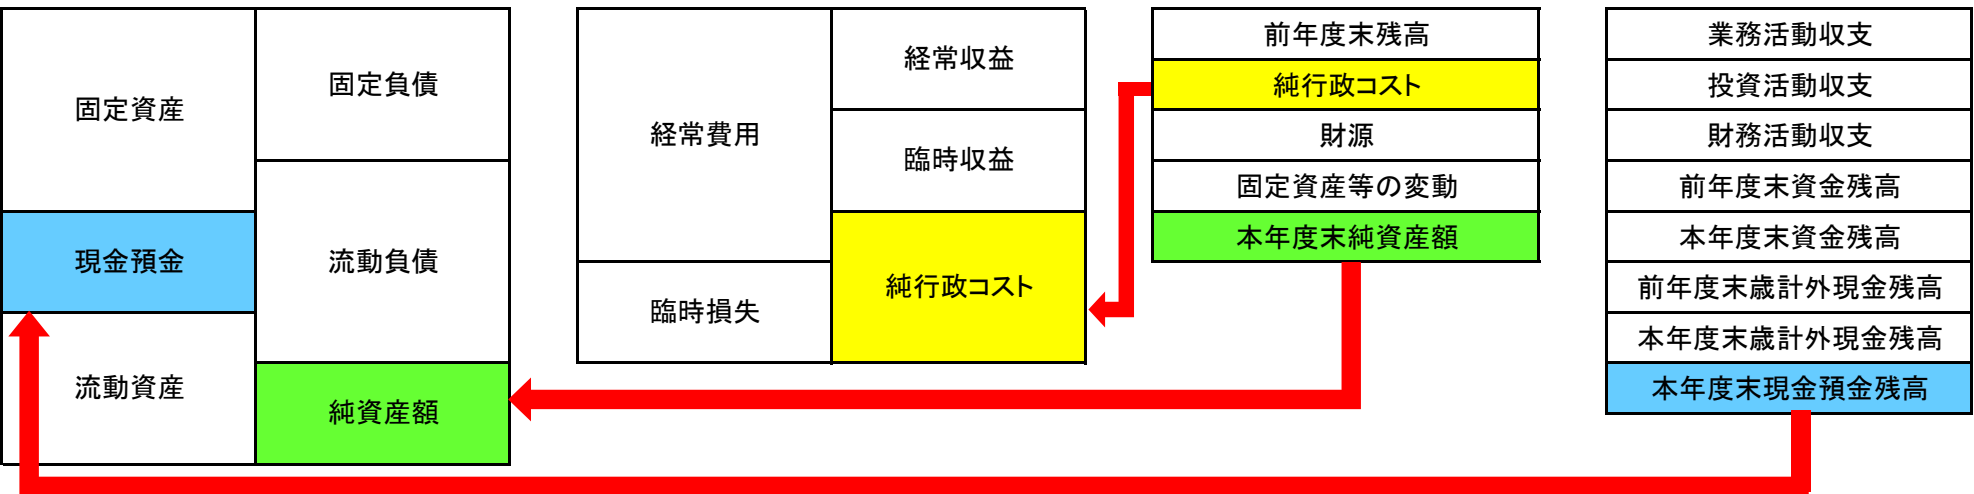 固定資産
現金預金
流動資産
固定負債
流動負債
純資産額
経常費用
臨時損失
経常収益
臨時収益
純行政コスト
前年度末残高
純行政コスト
財源
固定資産等の変動
本年度末純資産額
業務活動収支
投資活動収支
財務活動収支
前年度末資金残高
本年度末資金残高
前年度末歳計外現金残高
本年度末歳計外現金残高
本年度末現金預金残高